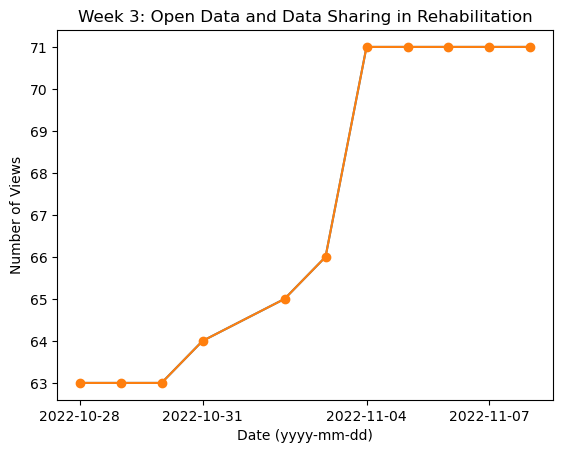 Week 3: Open Data and Data Sharing in Rehabilitation
71
70
69
68
67
66
65
64
63
Number of Views
2022-10-28 2022-10-31 2022-11-04 2022-11-07
Date (yyyy-mm-dd)